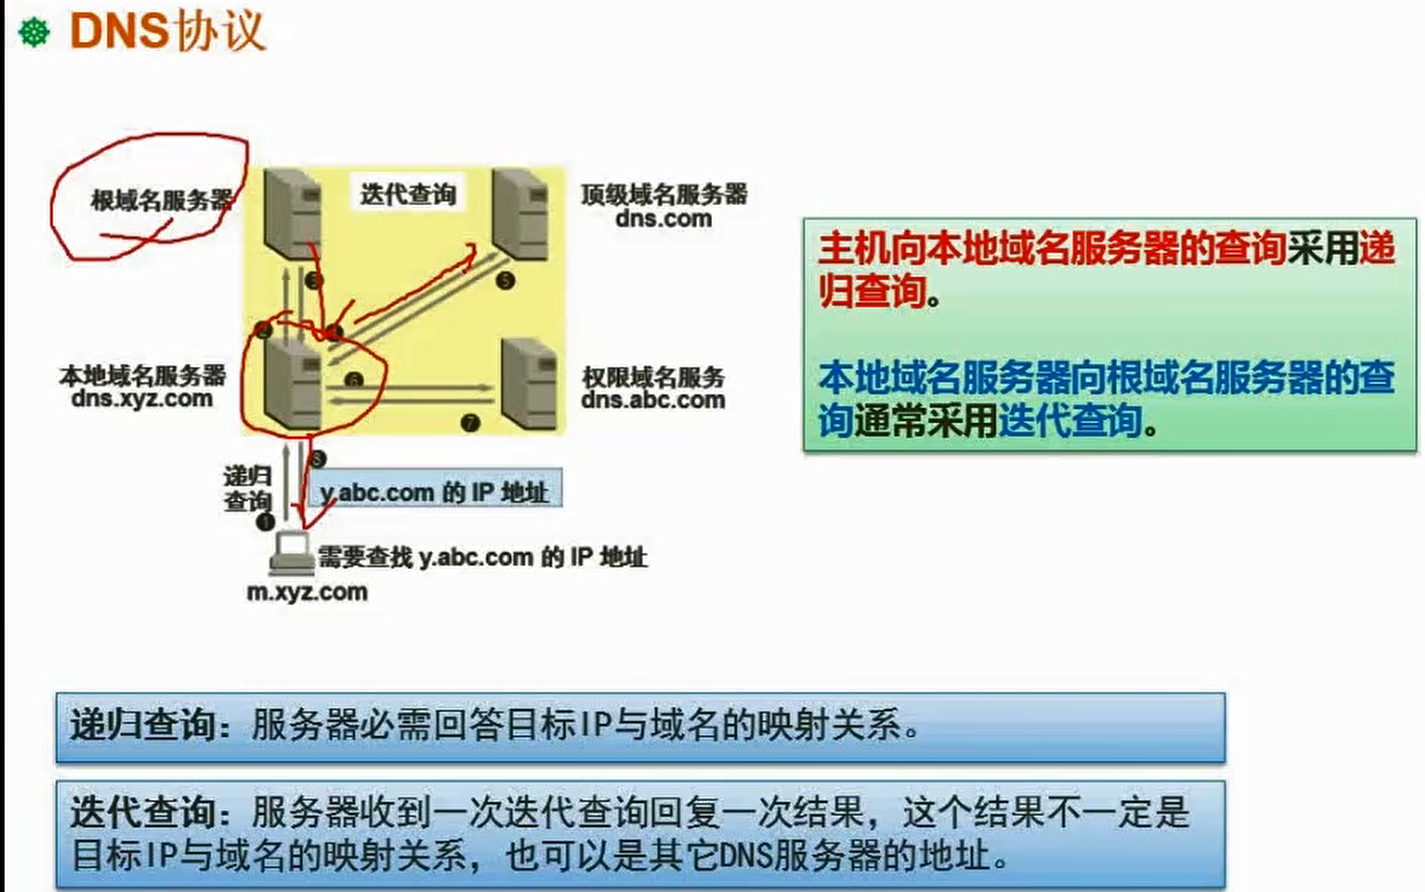 DNS协议
根域名服务器
迭代查询
顶级域名服务器
dns.com
主机向本地域名服务器的查询采用递
归查询。
本地域名服务器向根域名服务器的查
询通常采用迭代查询。
❸
❺
❷
❹
本地域名服务器
dns.xyz.com
❻
❼
权限域名服务
dns.abc.com
递归
查询
❶
❽
y.abc.com 的 IP 地址
需要查找 y.abc.com 的 IP 地址
m.xyz.com
递归查询：服务器必需回答目标IP与域名的映射关系。
迭代查询：服务器收到一次迭代查询回复一次结果，这个结果不一定是
目标IP与域名的映射关系，也可以是其它DNS服务器的地址。